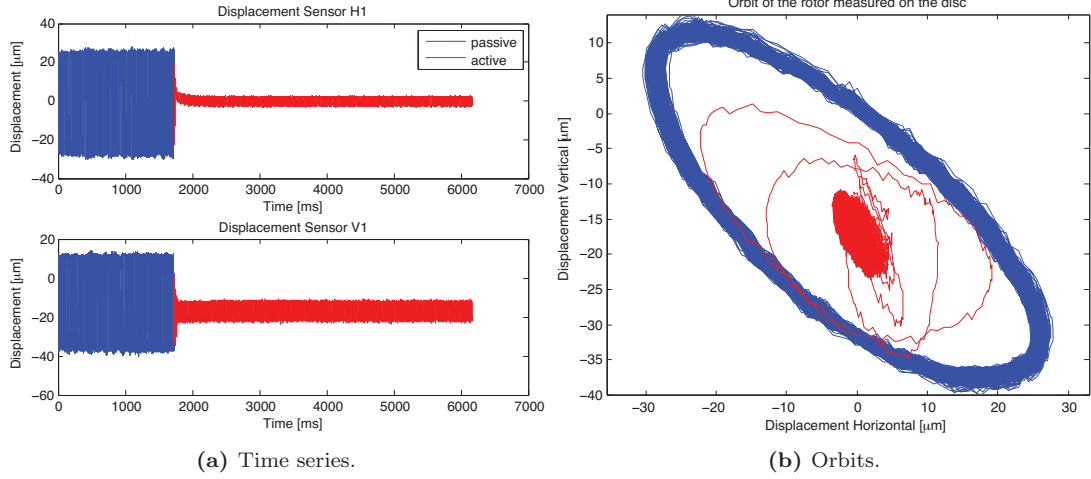 Displacement Sensor H1
40
20
0
−20
−40
Displacement [μm]
passive
active
0 1000 2000 3000 4000 5000 6000 7000
Time [ms]
Displacement Sensor V1
20
0
−20
−40
−60
Displacement [μm]
0 1000 2000 3000 4000 5000 6000 7000
Time [ms]
(a) Time series.
Orbit of the rotor measured on the disc
10
5
0
−5
−10
−15
−20
−25
−30
−35
−40
Displacement Vertical [μm]
−30 −20 −10 0 10 20 30
Displacement Horizontal [μm]
(b) Orbits.